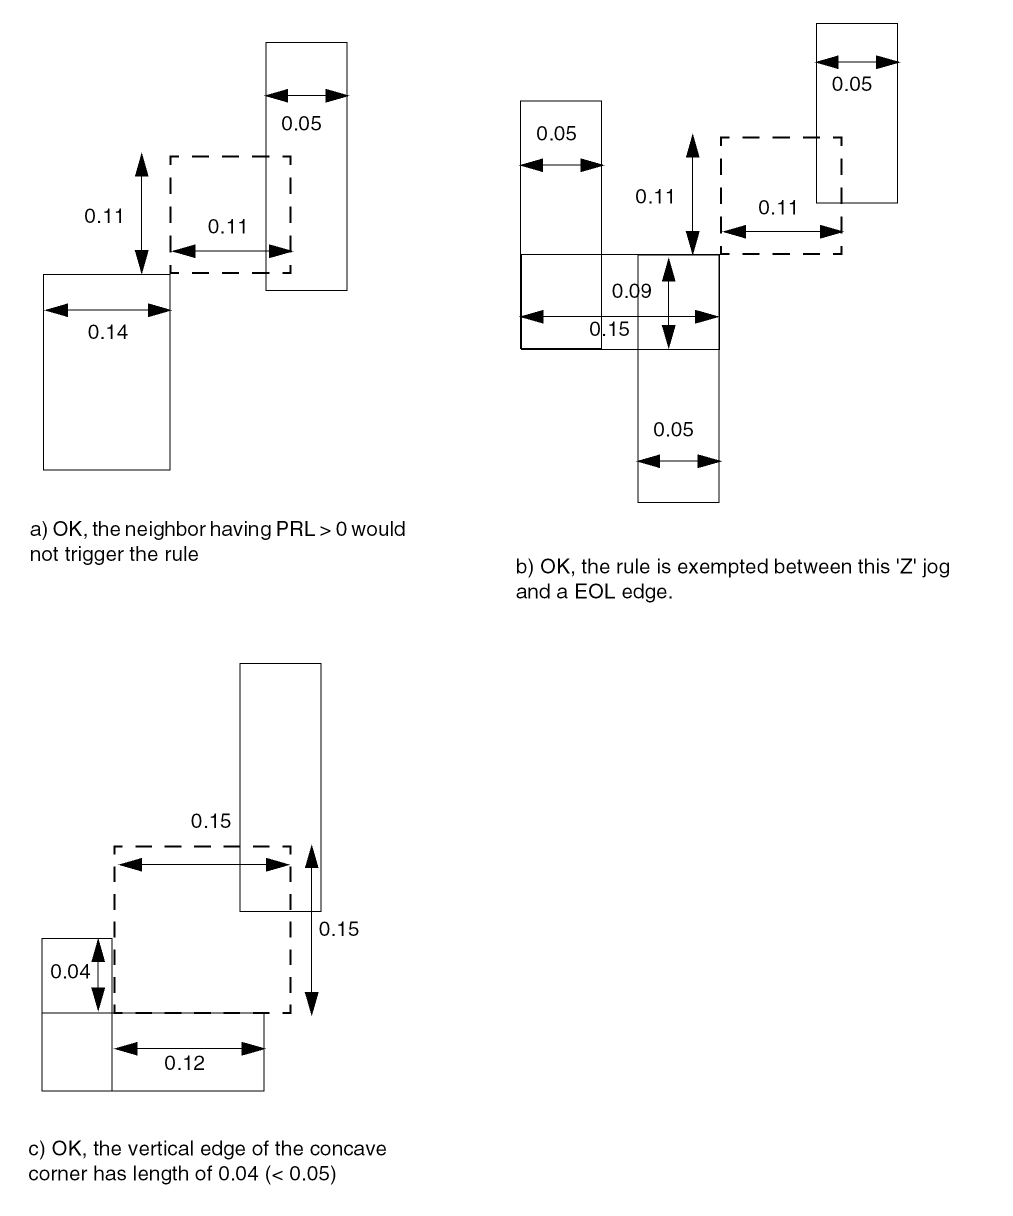 0.05
0.11
0.11
0.14
a) OK, the neighbor having PRL > 0 would
not trigger the rule
0.05
0.05
0.11
0.11
0.09
0.15
0.05
b) OK, the rule is exempted between this 'Z' jog
and a EOL edge.
0.15
0.15
0.04
0.12
c) OK, the vertical edge of the concave
corner has length of 0.04 (< 0.05)